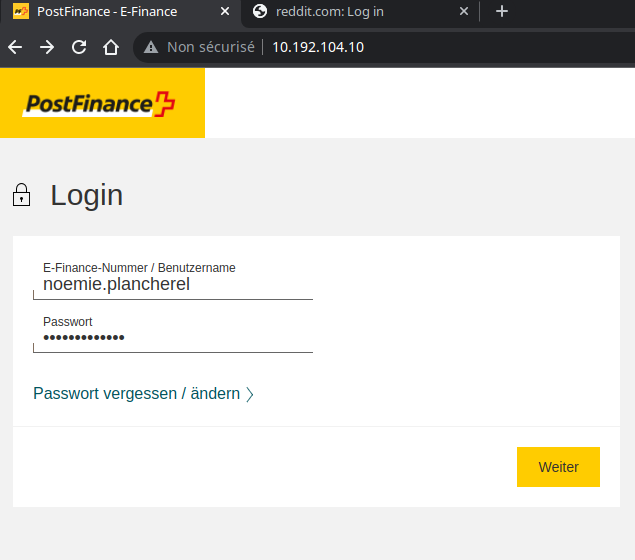 PostFinance - E-Finance
reddit.com: Log in
Non sécurisé
10.192.104.10
PostFinance
Login
E-Finance-Nummer / Benutzername
noemie.plancherel
Passwort
•••••••••••••
Passwort vergessen / ändern
Weiter